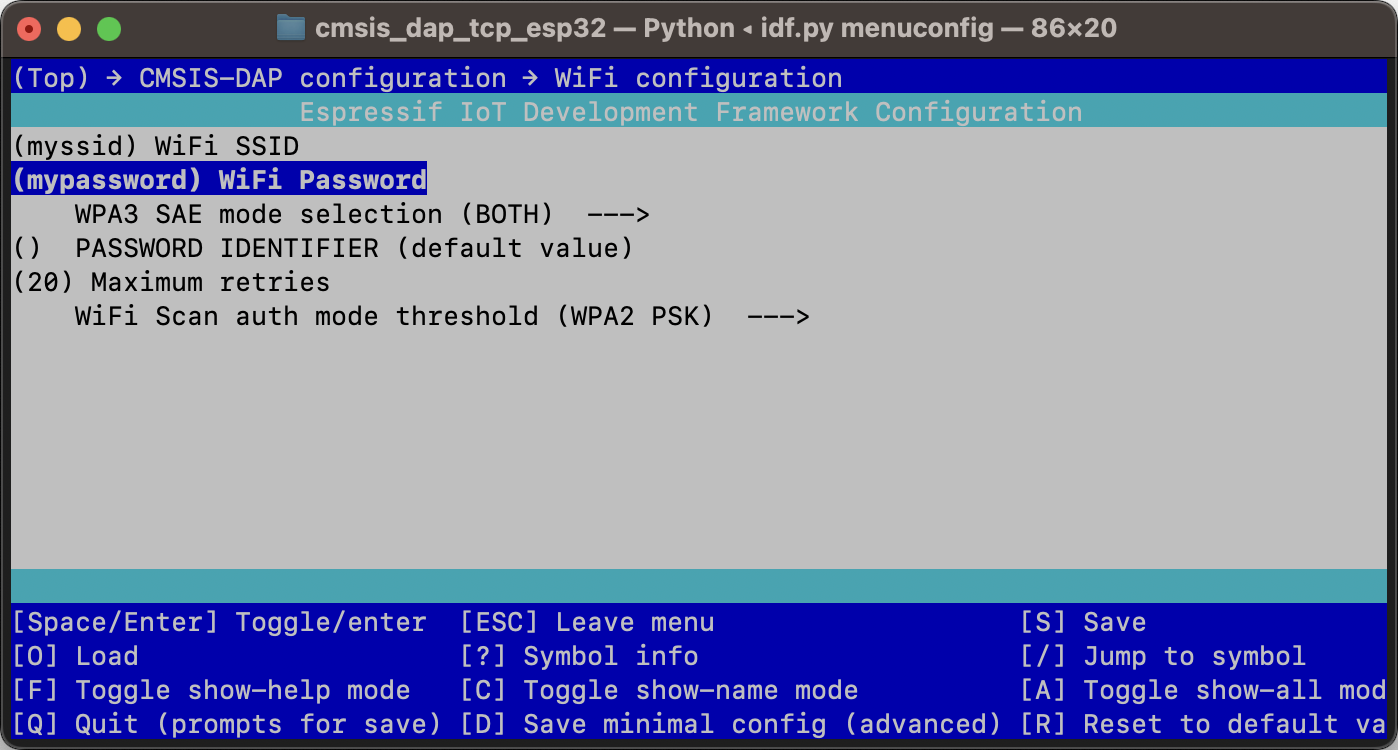 cmsis_dap_tcp_esp32 — Python ◂ idf.py menuconfig — 86×20
(Top) → CMSIS-DAP configuration → WiFi configuration
Espressif IoT Development Framework Configuration
(myssid) WiFi SSID
(mypassword) WiFi Password
WPA3 SAE mode selection (BOTH)  --->
()  PASSWORD IDENTIFIER (default value)
(20) Maximum retries
WiFi Scan auth mode threshold (WPA2 PSK)  --->
[Space/Enter] Toggle/enter  [ESC] Leave menu  [S] Save
[O] Load  [?] Symbol info  [/] Jump to symbol
[F] Toggle show-help mode  [C] Toggle show-name mode  [A] Toggle show-all mod
[Q] Quit (prompts for save)  [D] Save minimal config (advanced)  [R] Reset to default va